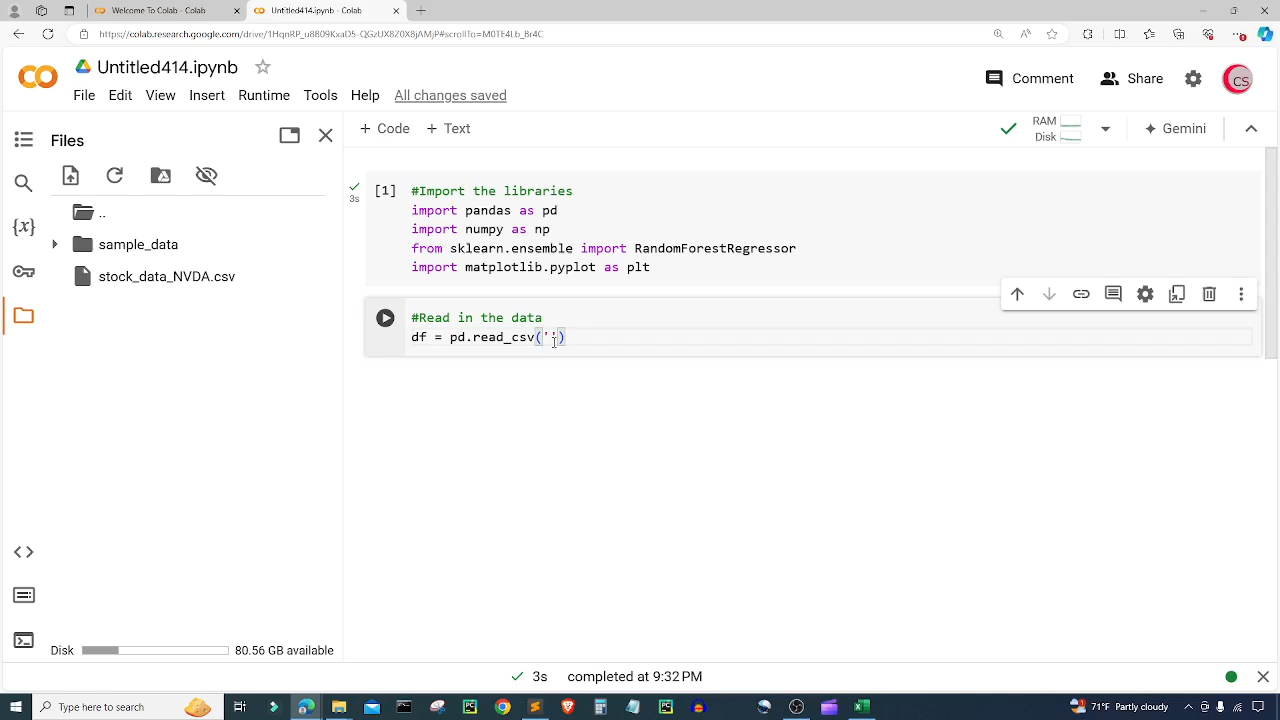 Welcome To Colab - Colab
Untitled414.ipynb - Colab
https://colab.research.google.com/drive/1HqnRP_u8B09KxaD5-QGzUX8Z0X8jAMjP#scrollTo=M0TE4Lb_Br4C
Untitled414.ipynb
File Edit View Insert Runtime Tools Help All changes saved
Comment
Share
CS
Files
+ Code + Text
RAM
Disk
Gemini
..
sample_data
stock_data_NVDA.csv
3s
[1] #Import the libraries
import pandas as pd
import numpy as np
from sklearn.ensemble import RandomForestRegressor
import matplotlib.pyplot as plt
#Read in the data
df = pd.read_csv('')
Disk 80.56 GB available
3s completed at 9:32 PM
Type here to search
71°F Partly cloudy